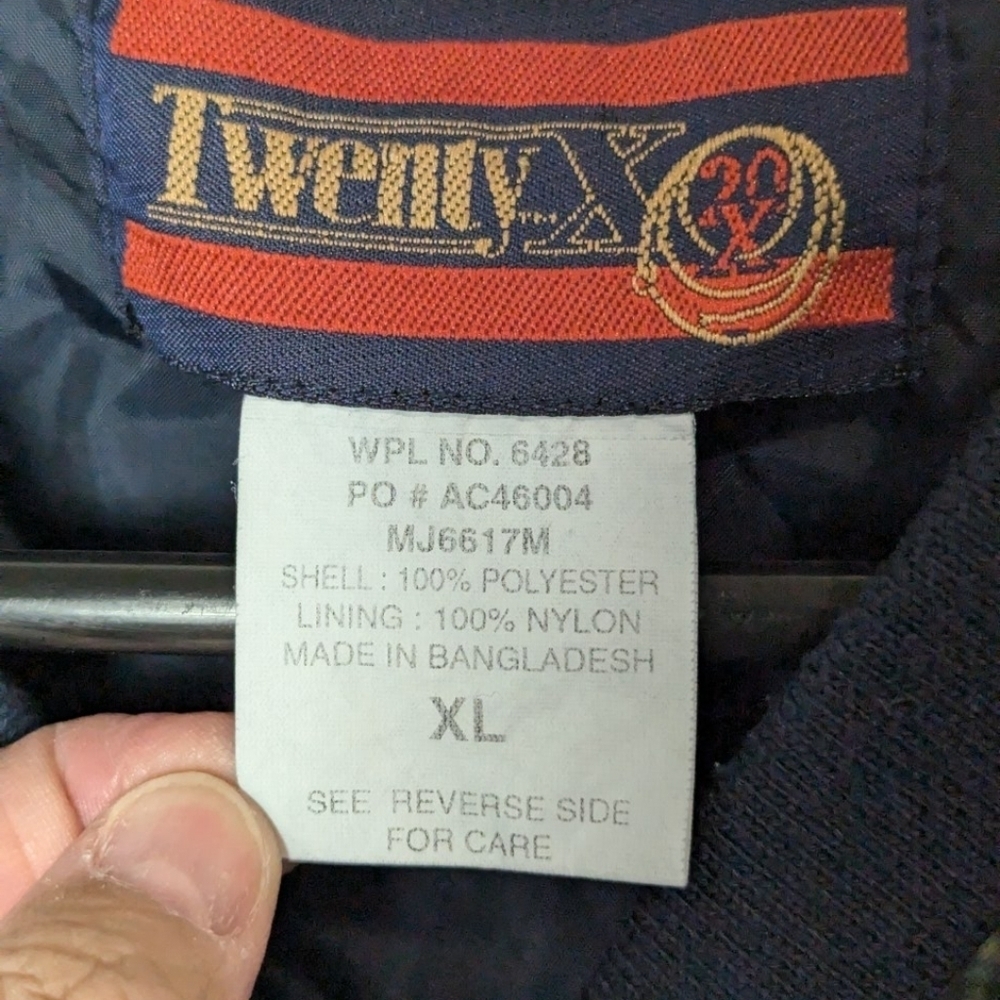 TwentyX™
20
X
WPL NO. 6428
PO # AC46004
MJ6617M
SHELL : 100% POLYESTER
LINING : 100% NYLON
MADE IN BANGLADESH
XL
SEE REVERSE SIDE
FOR CARE